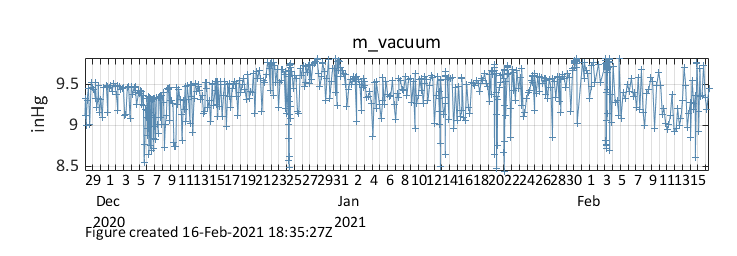 m_vacuum
inHg
9.5
9
8.5
29 1 3 5 7 9 11 13 15 17 19 21 23 25 27 29 31 2 4 6 8 10 12 14 16 18 20 22 24 26 28 30 1 3 5 7 9 11 13 15
Dec Jan Feb
2020 2021
Figure created 16-Feb-2021 18:35:27Z